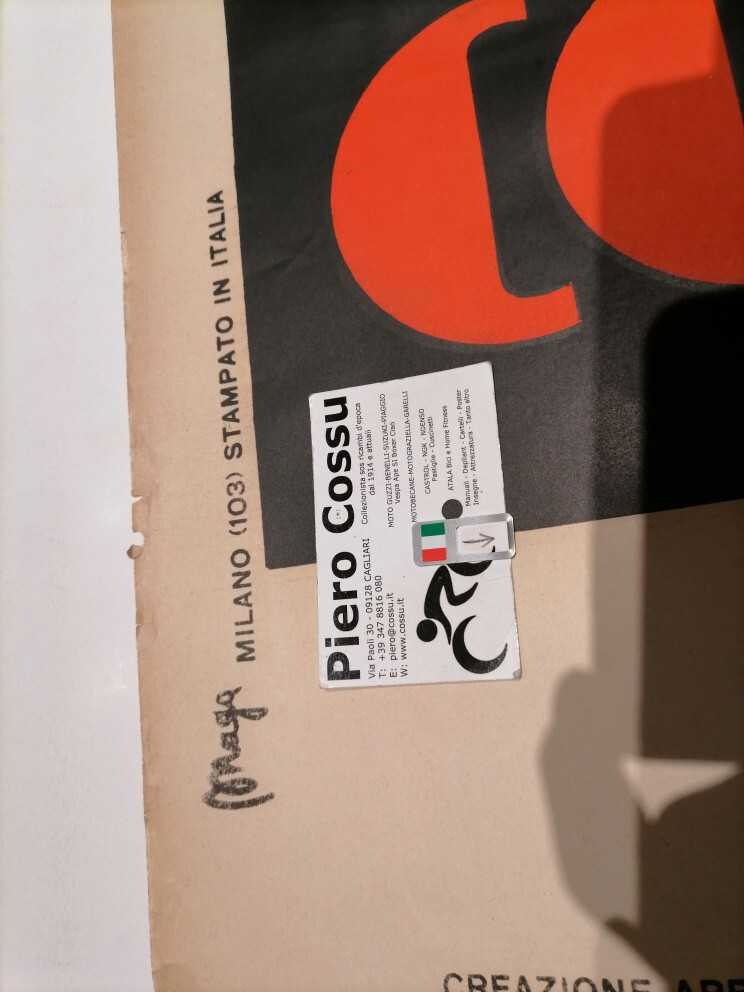 Piero Cossu
Via Paoli 30 - 09128 CAGLIARI
T: +39 347 8816 080
E: piero@cossu.it
W: www.cossu.it
Collezionista sos ricambi d'epoca
dal 1914 e attuali
MOTO GUZZI-BENELLI-SUZUKI-PIAGGIO
Vespa Ape SI Boxer Ciao
MOTOBECANE-MOTOGRAZIELLA-GARELLI
CASTROL - NGK - NOENSO
Pastiglie - Cuscinetti
ATALA Bici e Home Fitness
Manuali - Depliant - Cartelli - Poster
Insegne - Attrezzatura - Tanto altro
Mago MILANO (103) STAMPATO IN ITALIA
CREAZIONE